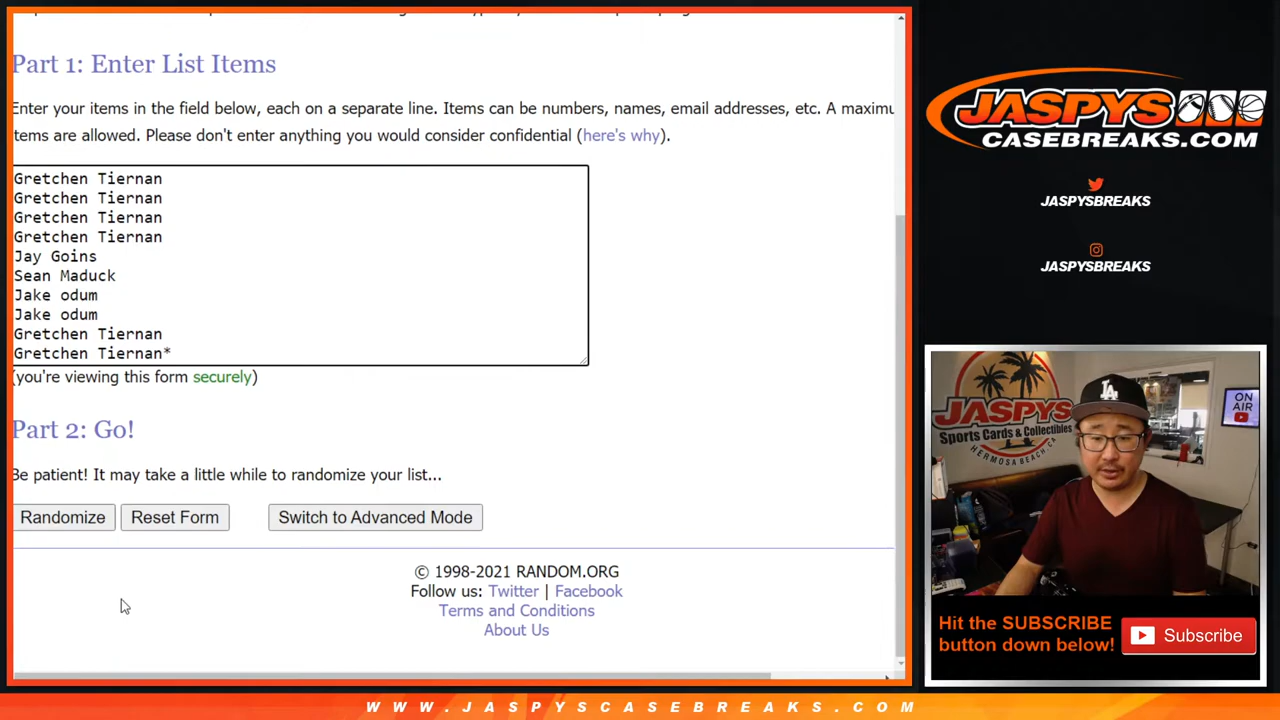 Part 1: Enter List Items
Enter your items in the field below, each on a separate line. Items can be numbers, names, email addresses, etc. A maximu
items are allowed. Please don't enter anything you would consider confidential (here's why).
Gretchen Tiernan
Gretchen Tiernan
Gretchen Tiernan
Gretchen Tiernan
Jay Goins
Sean Maduck
Jake odum
Jake odum
Gretchen Tiernan
Gretchen Tiernan*
(you're viewing this form securely)
Part 2: Go!
Be patient! It may take a little while to randomize your list...
Randomize
Reset Form
Switch to Advanced Mode
© 1998-2021 RANDOM.ORG
Follow us: Twitter | Facebook
Terms and Conditions
About Us
JASPYS
CASEBREAKS.COM
JASPYSBREAKS
JASPYSBREAKS
JASPYS
Sports Cards & Collectibles
HERMOSA BEACH, CA
LA
ON
AIR
Hit the SUBSCRIBE
button down below!
Subscribe
WWW.JASPYSCASEBREAKS.COM